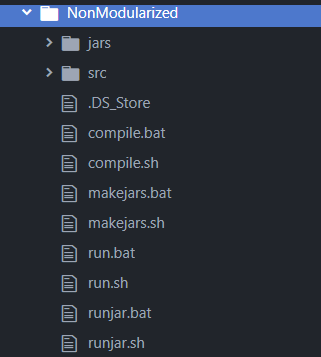 NonModularized
jars
src
.DS_Store
compile.bat
compile.sh
makejars.bat
makejars.sh
run.bat
run.sh
runjar.bat
runjar.sh